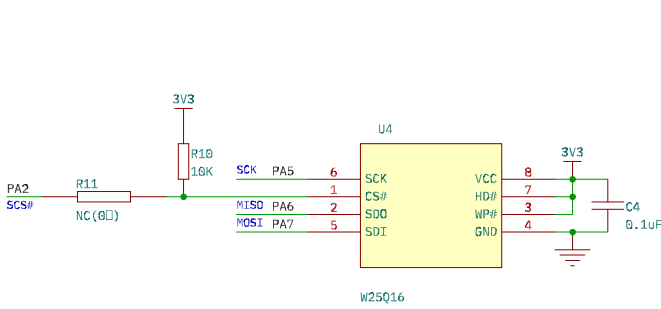 3V3
U4
R10
10K
3V3
SCK PA5 6 SCK VCC 8
PA2 R11 1 CS# HD# 7
SCS# MISO PA6 2 SDO WP# 3 C4
NC(0□) MOSI PA7 5 SDI GND 4 0.1uF
W25Q16